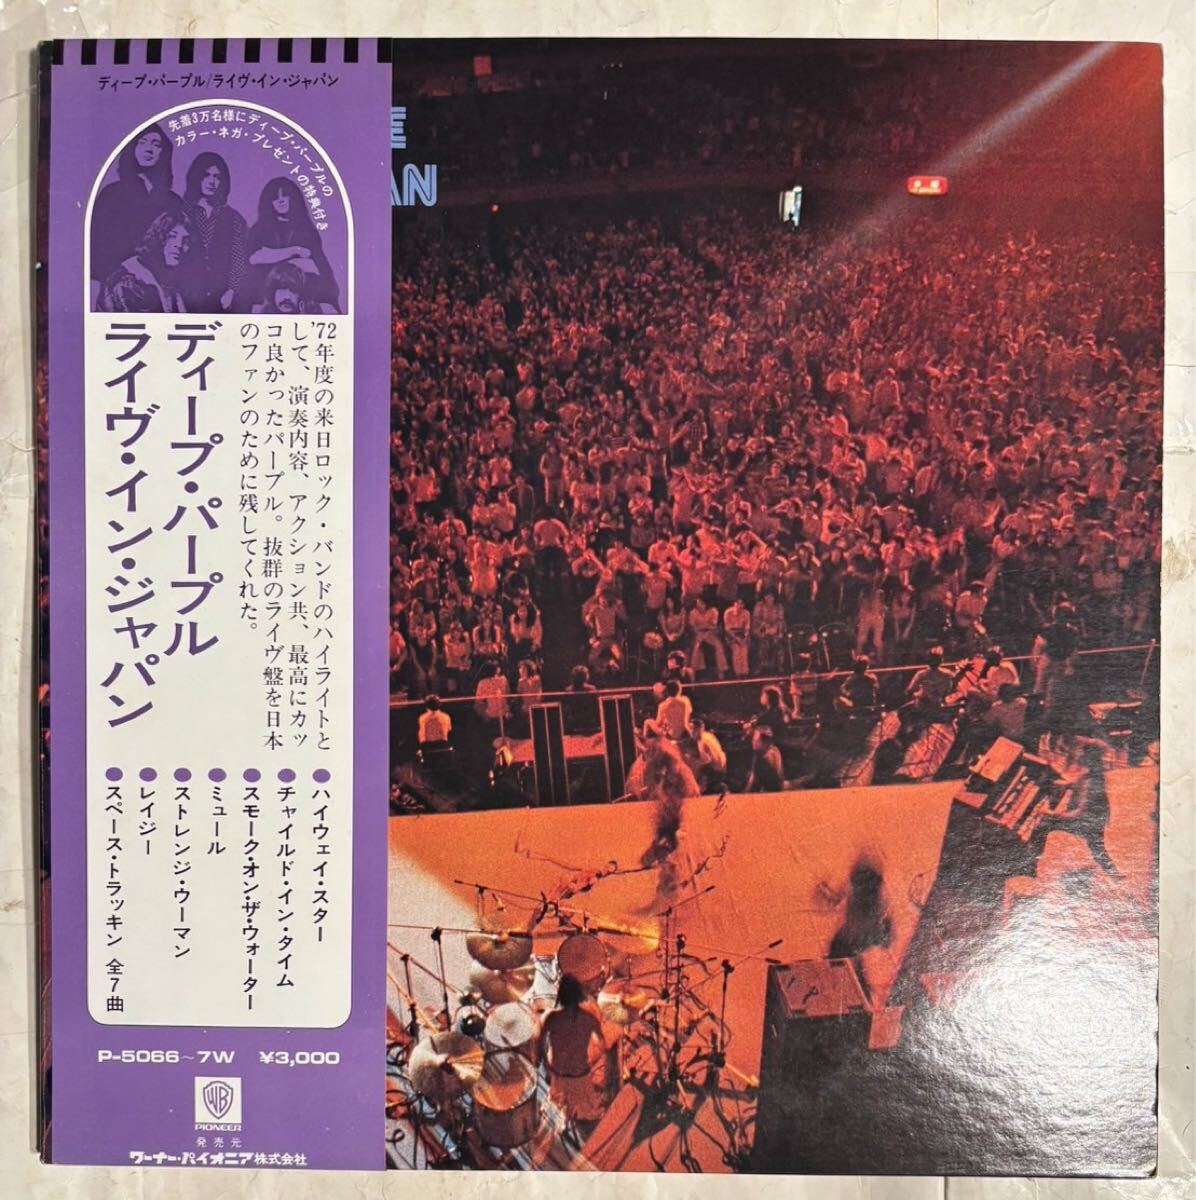 ディープ・パープル/ライヴ・イン・ジャパン
先着3万名様にディープ・パープルの
カラー・ネガ・プレゼントの特典付き
E
AN
ディープ・パープル
ライヴ・イン・ジャパン
'72年度の来日ロック・バンドのハイライトと
して、演奏内容、アクション共、最高にカッ
コ良かったパープル。抜群のライヴ盤を日本
のファンのために残してくれた。
●ハイウェイ・スター
●チャイルド・イン・タイム
●スモーク・オン・ザ・ウォーター
●ミュール
●ストレンジ・ウーマン
●レイジー
●スペース・トラッキン 全7曲
P-5066~7W ¥3,000
WB
PIONEER
発売元
ワーナー・パイオニア株式会社